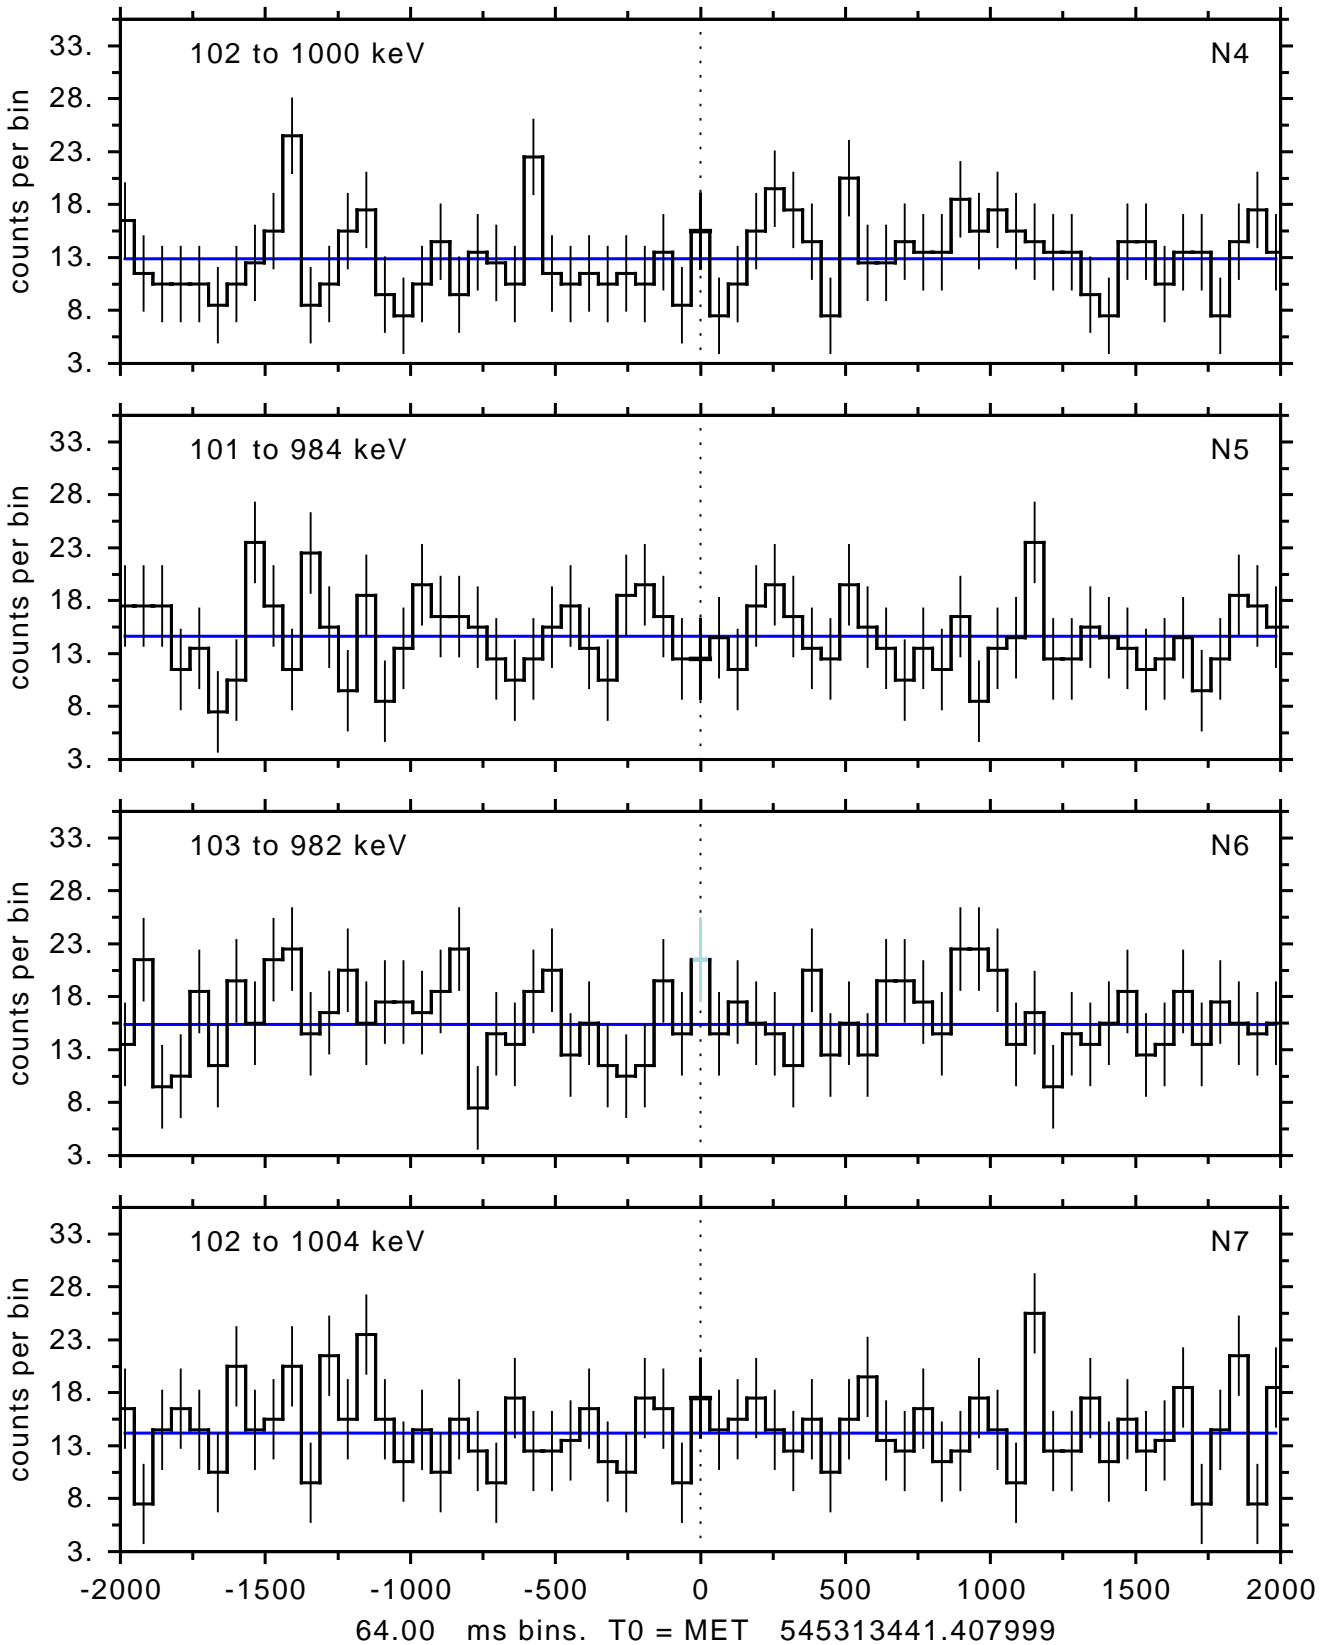 102 to 1000 keV N4
33.
28.
23.
18.
13.
8.
3.
counts per bin
101 to 984 keV N5
33.
28.
23.
18.
13.
8.
3.
counts per bin
103 to 982 keV N6
33.
28.
23.
18.
13.
8.
3.
counts per bin
102 to 1004 keV N7
33.
28.
23.
18.
13.
8.
3.
counts per bin
-2000 -1500 -1000 -500 0 500 1000 1500 2000
64.00 ms bins. T0 = MET 545313441.407999